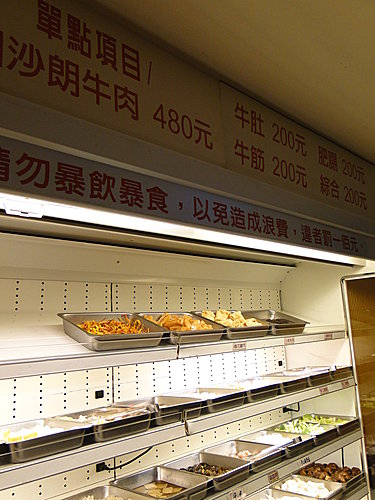 單點項目/
沙朗牛肉 480元
牛肚 200元 肥腸 200元
牛筋 200元 綜合 200元
請勿暴飲暴食，以免造成浪費，違者罰一佰元。